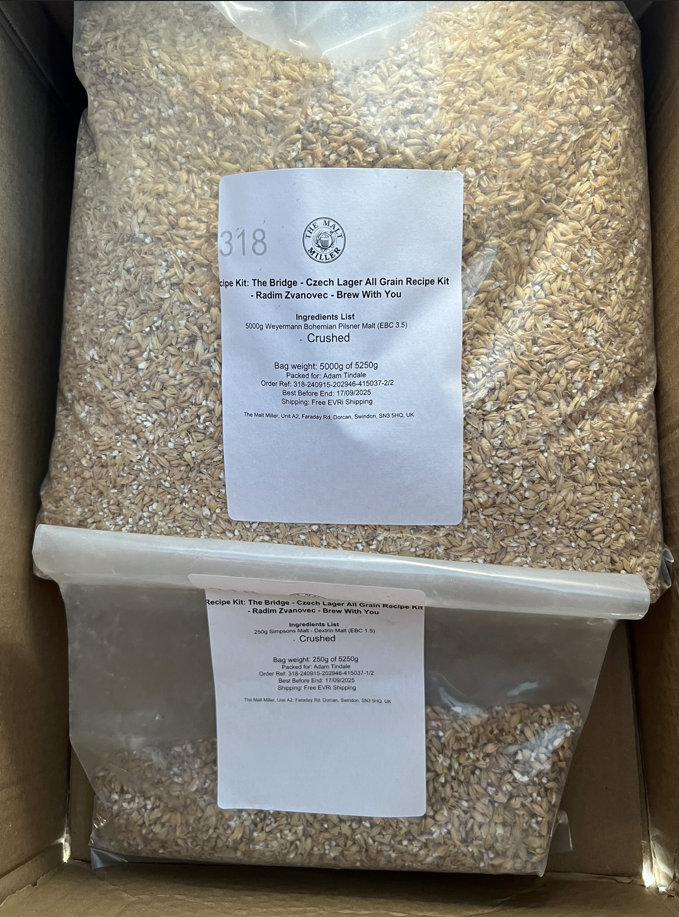 318
THE MALT
MILLER
cipe Kit: The Bridge - Czech Lager All Grain Recipe Kit
- Radim Zvanovec - Brew With You
Ingredients List
5000g Weyermann Bohemian Pilsner Malt (EBC 3.5)
- Crushed
Bag weight: 5000g of 5250g
Packed for: Adam Tindale
Order Ref: 318-240915-202946-415037-2/2
Best Before End: 17/09/2025
Shipping: Free EVRi Shipping
The Malt Miller, Unit A2, Faraday Rd, Dorcan, Swindon, SN3 5HQ, UK
Recipe Kit: The Bridge - Czech Lager All Grain Recipe Kit
- Radim Zvanovec - Brew With You
Ingredients List
250g Simpsons Malt - Dextrin Malt (EBC 1.5)
- Crushed
Bag weight: 250g of 5250g
Packed for: Adam Tindale
Order Ref: 318-240915-202946-415037-1/2
Best Before End: 17/09/2025
Shipping: Free EVRi Shipping
The Malt Miller, Unit A2, Faraday Rd, Dorcan, Swindon, SN3 5HQ, UK